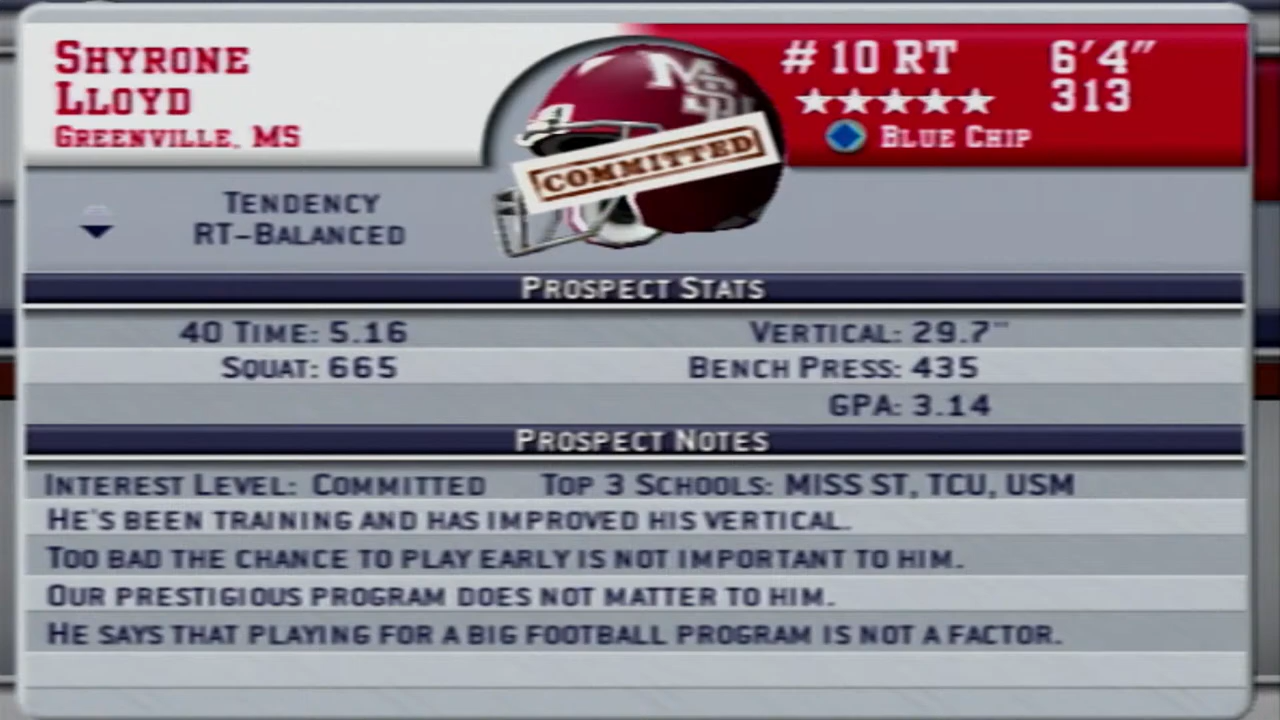 SHYRONE
LLOYD
GREENVILLE, MS
MSU
COMMITTED
#10 RT
6'4"
313
BLUE CHIP
TENDENCY
RT-BALANCED
PROSPECT STATS
40 TIME: 5.16
VERTICAL: 29.7"
SQUAT: 665
BENCH PRESS: 435
GPA: 3.14
PROSPECT NOTES
INTEREST LEVEL: COMMITTED TOP 3 SCHOOLS: MISS ST, TCU, USM
HE'S BEEN TRAINING AND HAS IMPROVED HIS VERTICAL.
TOO BAD THE CHANCE TO PLAY EARLY IS NOT IMPORTANT TO HIM.
OUR PRESTIGIOUS PROGRAM DOES NOT MATTER TO HIM.
HE SAYS THAT PLAYING FOR A BIG FOOTBALL PROGRAM IS NOT A FACTOR.